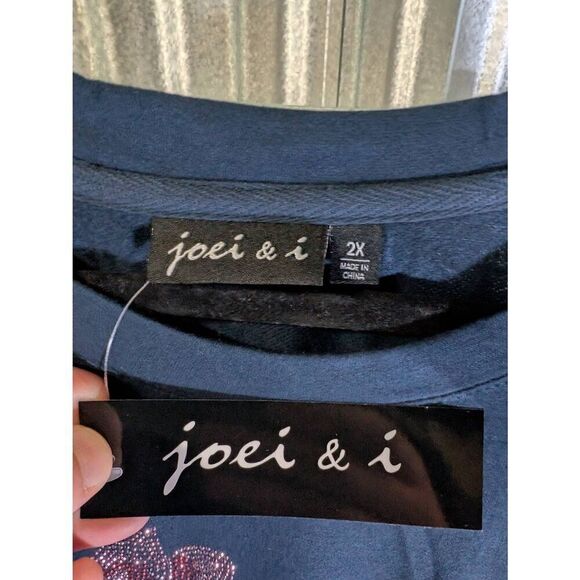 joei & i
2X
MADE IN
CHINA
joei & i